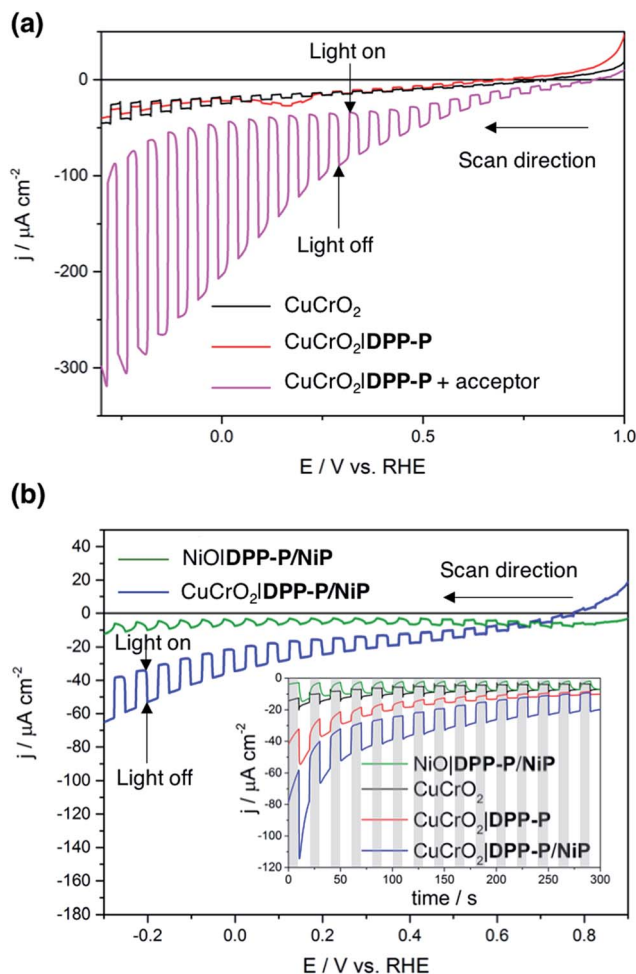 (a)
Light on
0
Scan direction
-100
j / μA cm⁻²
Light off
-200
CuCrO₂
CuCrO₂|DPP-P
-300
CuCrO₂|DPP-P + acceptor
0.0 0.5 1.0
E / V vs. RHE
(b)
40
NiO|DPP-P/NiP
20
CuCrO₂|DPP-P/NiP
Scan direction
0
-20
Light on
-40
-60
Light off
-80
-100
-120
-140
-160
-180
j / μA cm⁻²
0
-20
-40
-60
-80
-100
-120
j / μA cm⁻²
NiO|DPP-P/NiP
CuCrO₂
CuCrO₂|DPP-P
CuCrO₂|DPP-P/NiP
0 50 100 150 200 250 300
time / s
-0.2 0.0 0.2 0.4 0.6 0.8
E / V vs. RHE